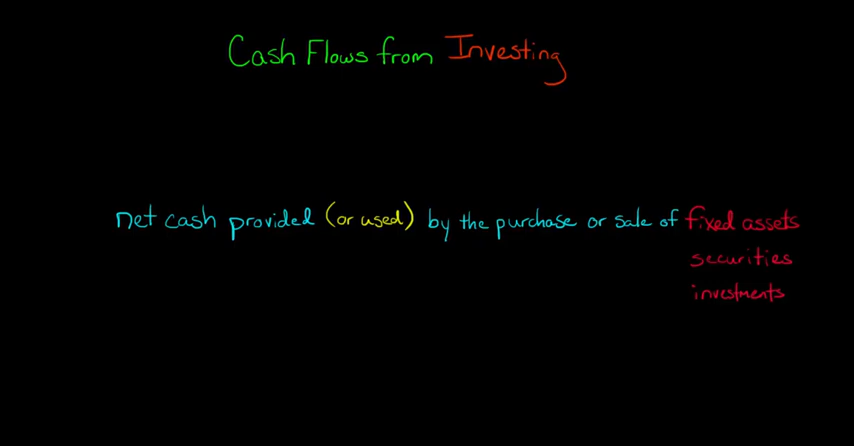 Cash Flows from Investing
net cash provided (or used) by the purchase or sale of fixed assets
securities
investments